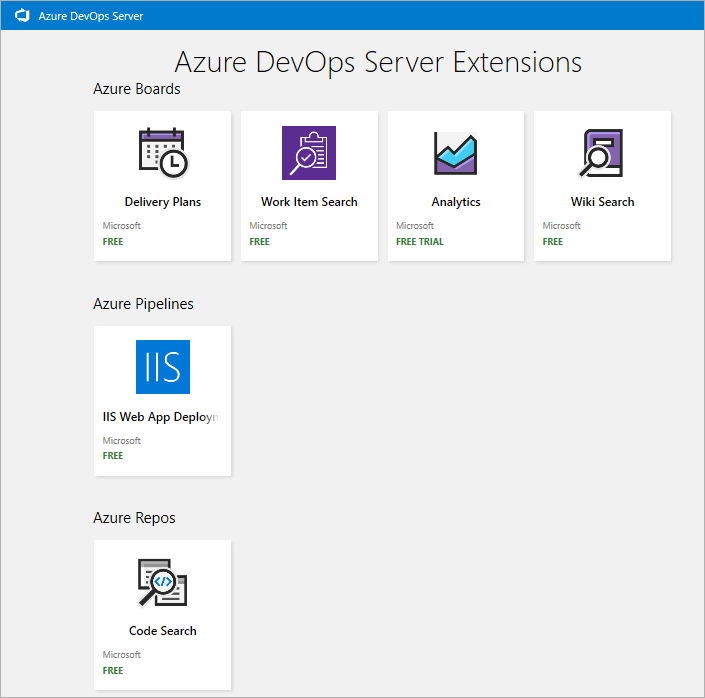 Azure DevOps Server
Azure DevOps Server Extensions
Azure Boards
Delivery Plans
Microsoft
FREE
Work Item Search
Microsoft
FREE
Analytics
Microsoft
FREE TRIAL
Wiki Search
Microsoft
FREE
Azure Pipelines
IIS
IIS Web App Deploym
Microsoft
FREE
Azure Repos
</>
Code Search
Microsoft
FREE